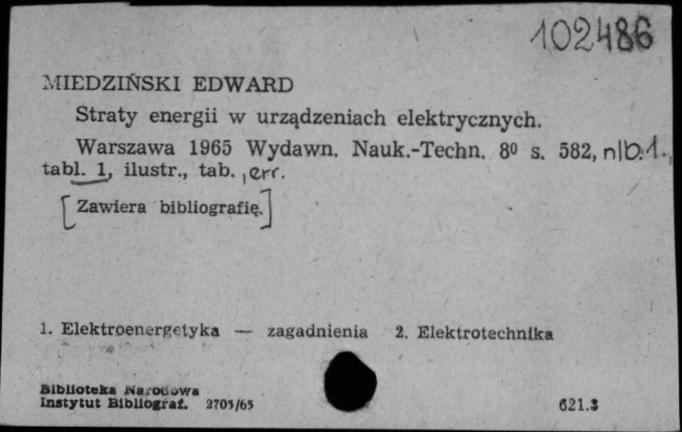 102486
MIEDZIŃSKI EDWARD
Straty energii w urządzeniach elektrycznych.
Warszawa 1965 Wydawn. Nauk.-Techn. 8⁰ s. 582, nlb. 1.,
tabl. 1, ilustr., tab., err.
[Zawiera bibliografię.]
1. Elektroenergetyka — zagadnienia 2. Elektrotechnika
Biblioteka Narodowa
Instytut Bibliograf. 2705/65 621.3